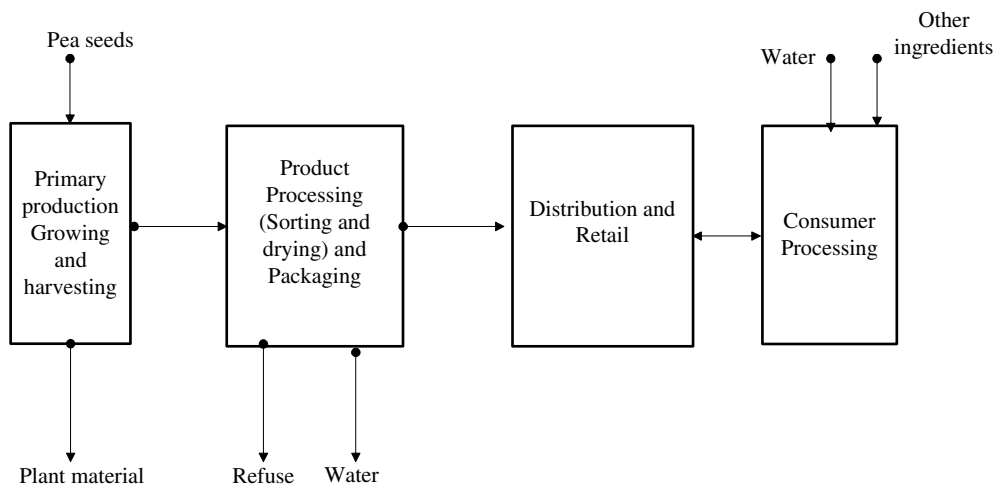 Pea seeds
Other
ingredients
Water
Primary
production
Growing
and
harvesting
Product
Processing
(Sorting and
drying) and
Packaging
Distribution and
Retail
Consumer
Processing
Plant material
Refuse
Water